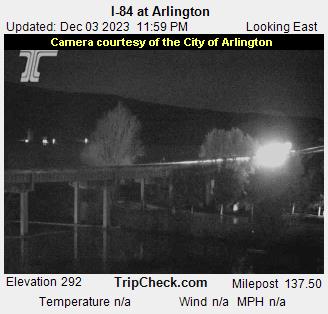 I-84 at Arlington
Updated: Dec 03 2023 11:59 PM Looking East
Camera courtesy of the City of Arlington
Elevation 292 TripCheck.com Milepost 137.50
Temperature n/a Wind n/a MPH n/a